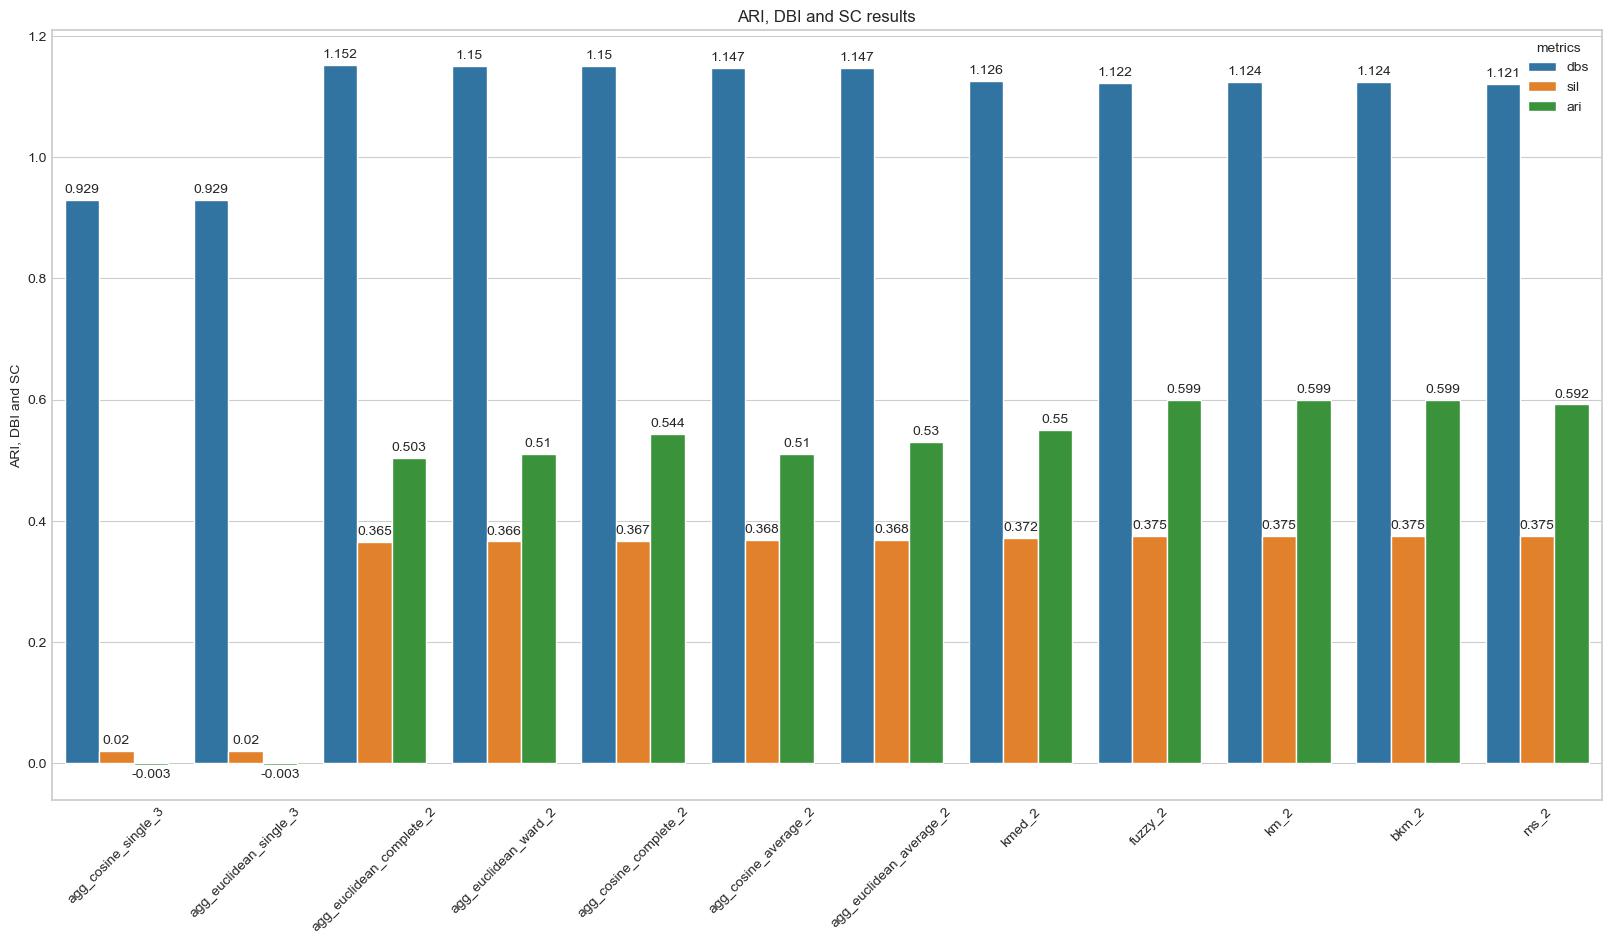 ARI, DBI and SC results
metrics
dbs
sil
ari
ARI, DBI and SC
1.2
1.0
0.8
0.6
0.4
0.2
0.0
0.929
0.02
-0.003
0.929
0.02
-0.003
1.152
0.365
0.503
1.15
0.366
0.51
1.15
0.367
0.544
1.147
0.368
0.51
1.147
0.368
0.53
1.126
0.372
0.55
1.122
0.375
0.599
1.124
0.375
0.599
1.124
0.375
0.599
1.121
0.375
0.592
agg_cosine_single_3
agg_euclidean_single_3
agg_euclidean_complete_2
agg_euclidean_ward_2
agg_cosine_complete_2
agg_cosine_average_2
agg_euclidean_average_2
kmed_2
fuzzy_2
km_2
bkm_2
ms_2